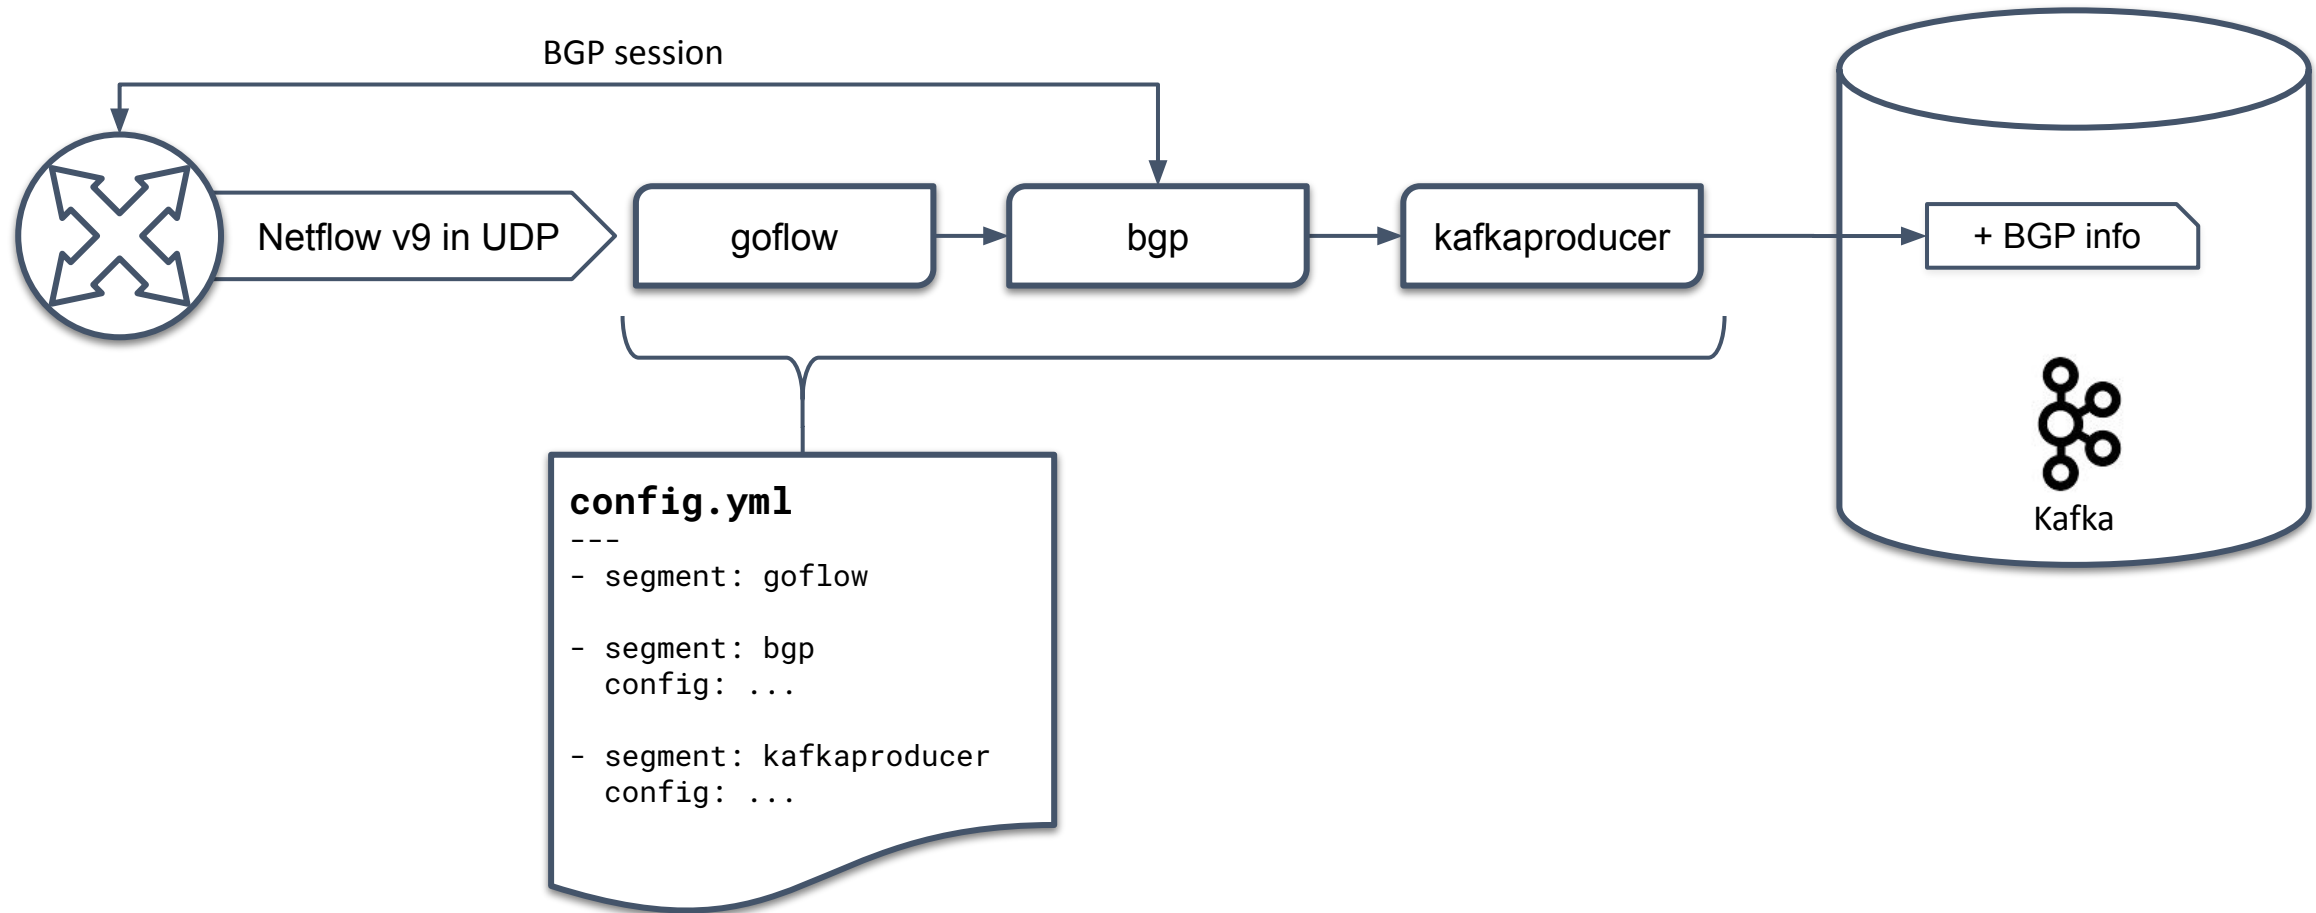 BGP session
Netflow v9 in UDP
goflow
bgp
kafkaproducer
+ BGP info
Kafka
config.yml
---
- segment: goflow
- segment: bgp
config: ...
- segment: kafkaproducer
config: ...